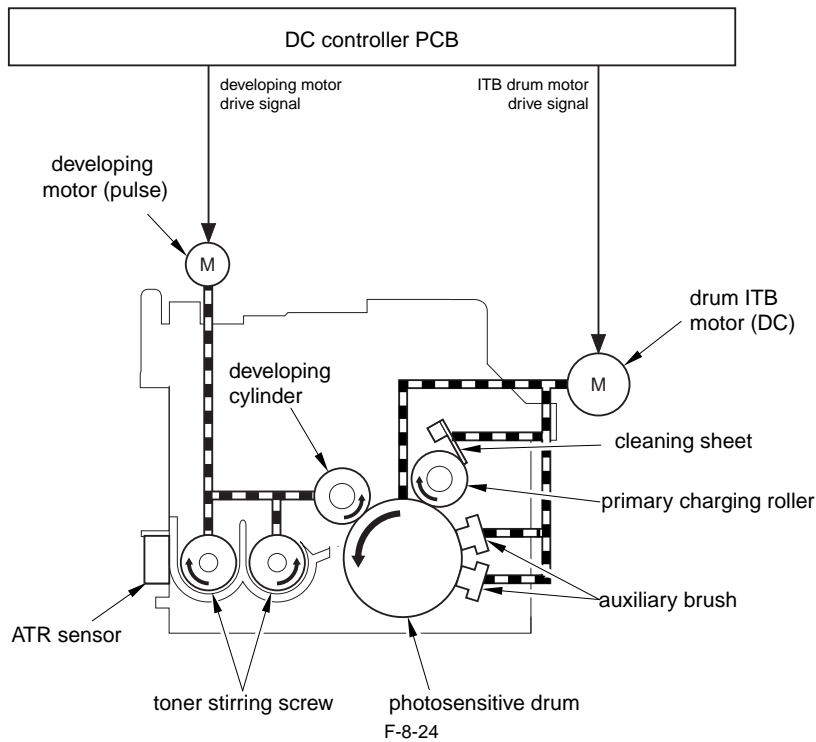 DC controller PCB
developing motor
drive signal
ITB drum motor
drive signal
developing
motor (pulse)
M
drum ITB
motor (DC)
M
developing
cylinder
cleaning sheet
primary charging roller
auxiliary brush
ATR sensor
toner stirring screw
photosensitive drum
F-8-24